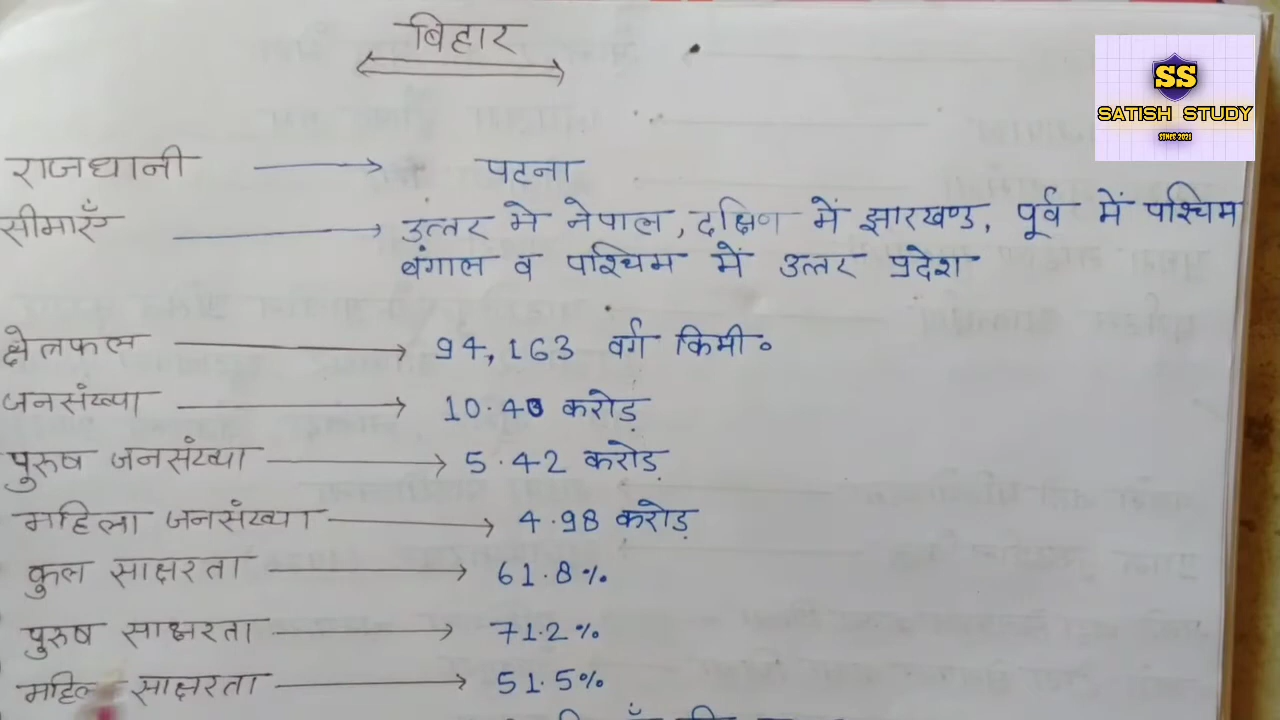 बिहार
SS
SATISH STUDY
SINCE-2021
राजधानी → पटना
सीमाएँ → उत्तर मे नेपाल, दक्षिण में झारखण्ड, पूर्व में पश्चिम
बंगाल व पश्चिम में उत्तर प्रदेश
क्षेत्रफल → 94,163 वर्ग किमी॰
जनसंख्या → 10.40 करोड़
पुरुष जनसंख्या → 5.42 करोड़
महिला जनसंख्या → 4.98 करोड़
कुल साक्षरता → 61.8%
पुरुष साक्षरता → 71.2%
महिला साक्षरता → 51.5%